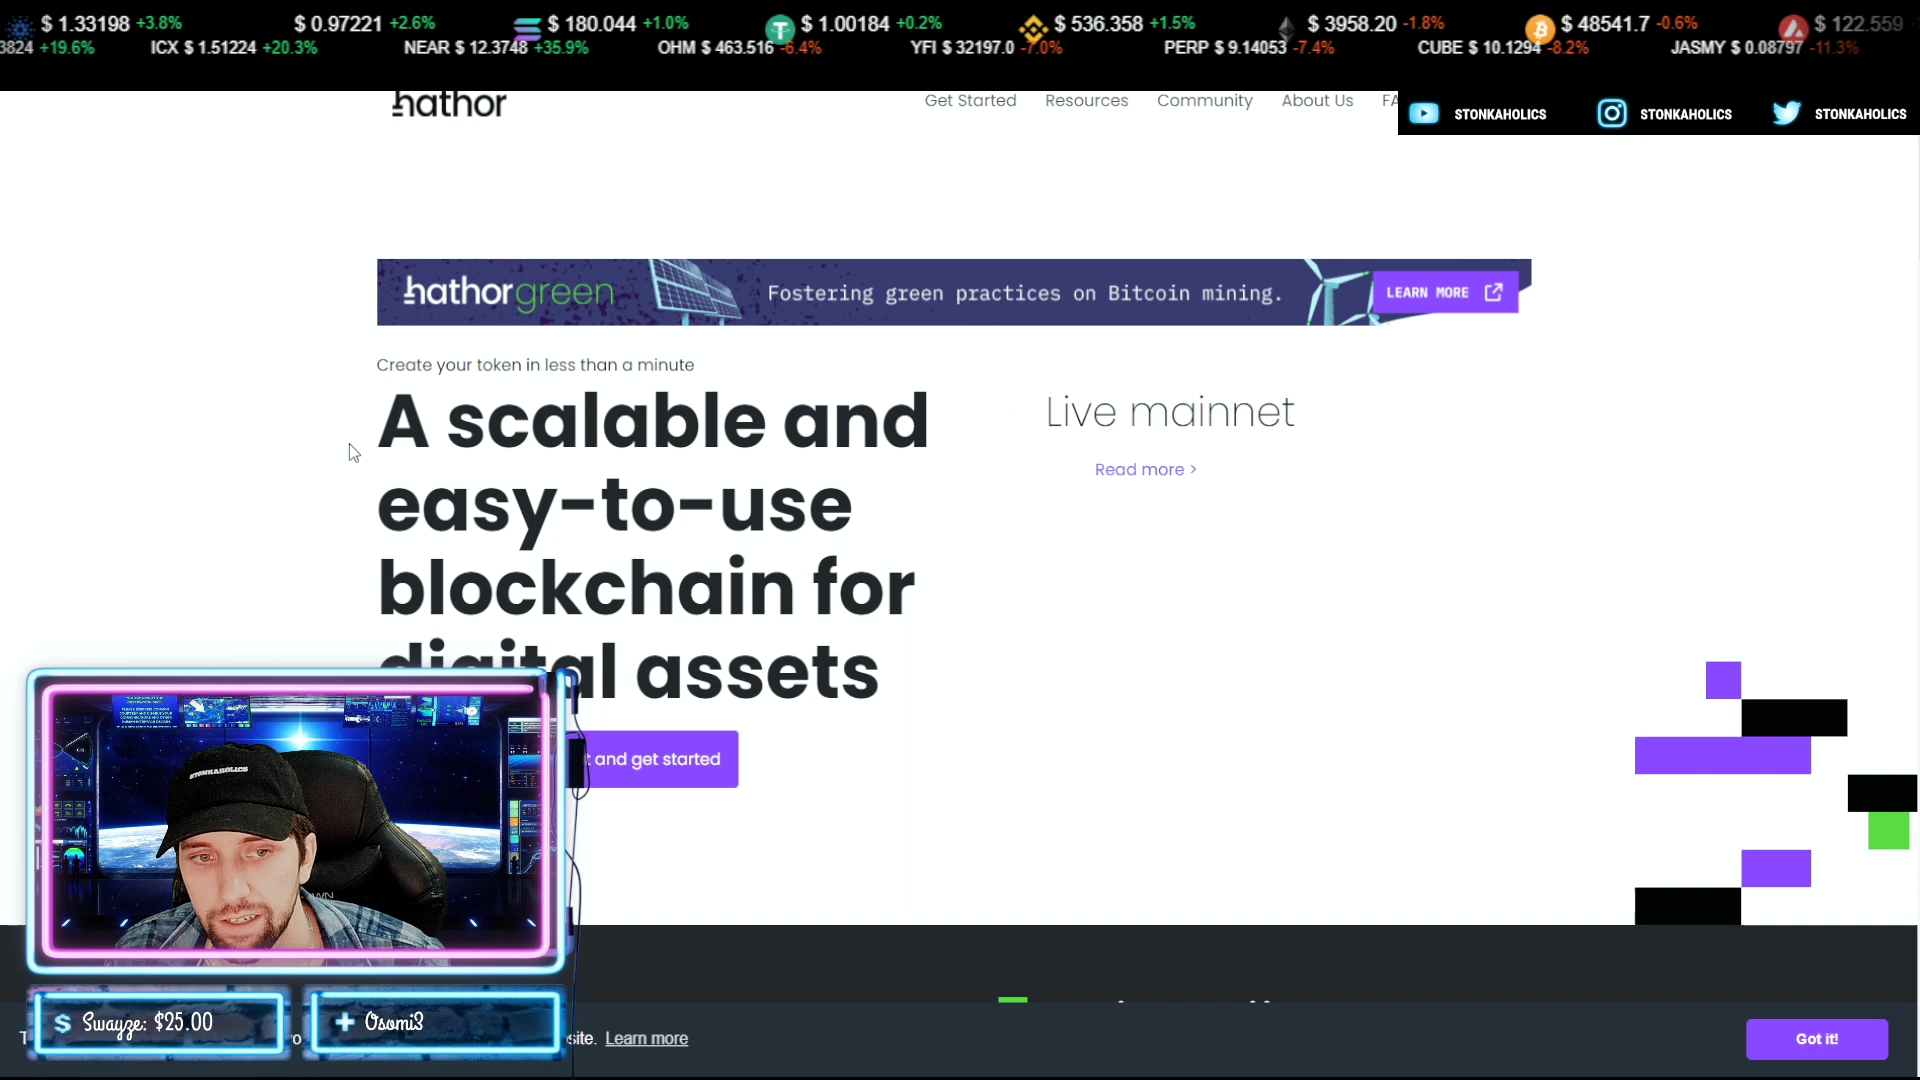 $ 1.33198 +3.8% $ 0.97221 +2.6% $ 180.044 +1.0% $ 1.00184 +0.2% $ 536.358 +1.5% $ 3958.20 -1.8% $ 48541.7 -0.6% $ 122.559
3824 +19.6% ICX $ 1.51224 +20.3% NEAR $ 12.3748 +35.9% OHM $ 463.516 -6.4% YFI $ 32197.0 -7.0% PERP $ 9.14053 -7.4% CUBE $ 10.1294 -8.2% JASMY $ 0.08797 -11.3%
hathor
Get Started Resources Community About Us FA
STONKAHOLICS STONKAHOLICS STONKAHOLICS
hathorgreen
Fostering green practices on Bitcoin mining.
LEARN MORE
Create your token in less than a minute
A scalable and
easy-to-use
blockchain for
digital assets
Live mainnet
Read more >
and get started
STONKAHOLICS
$ Swayze: $25.00
+ Osomi3
site. Learn more
Got it!